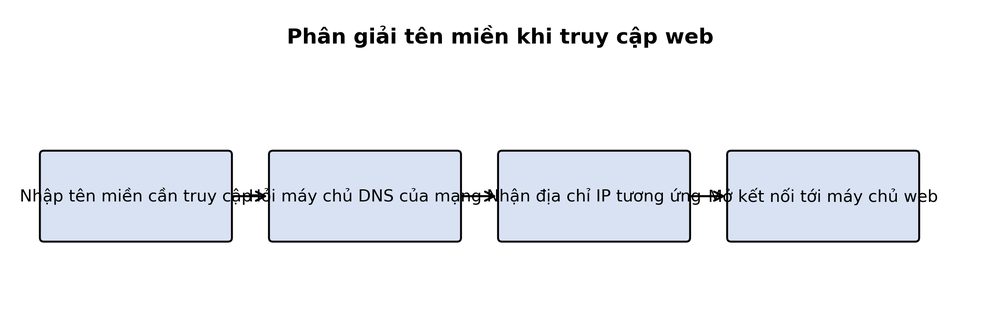 Phân giải tên miền khi truy cập web
Nhập tên miền cần truy cập
Hỏi máy chủ DNS của mạng
Nhận địa chỉ IP tương ứng
Mở kết nối tới máy chủ web